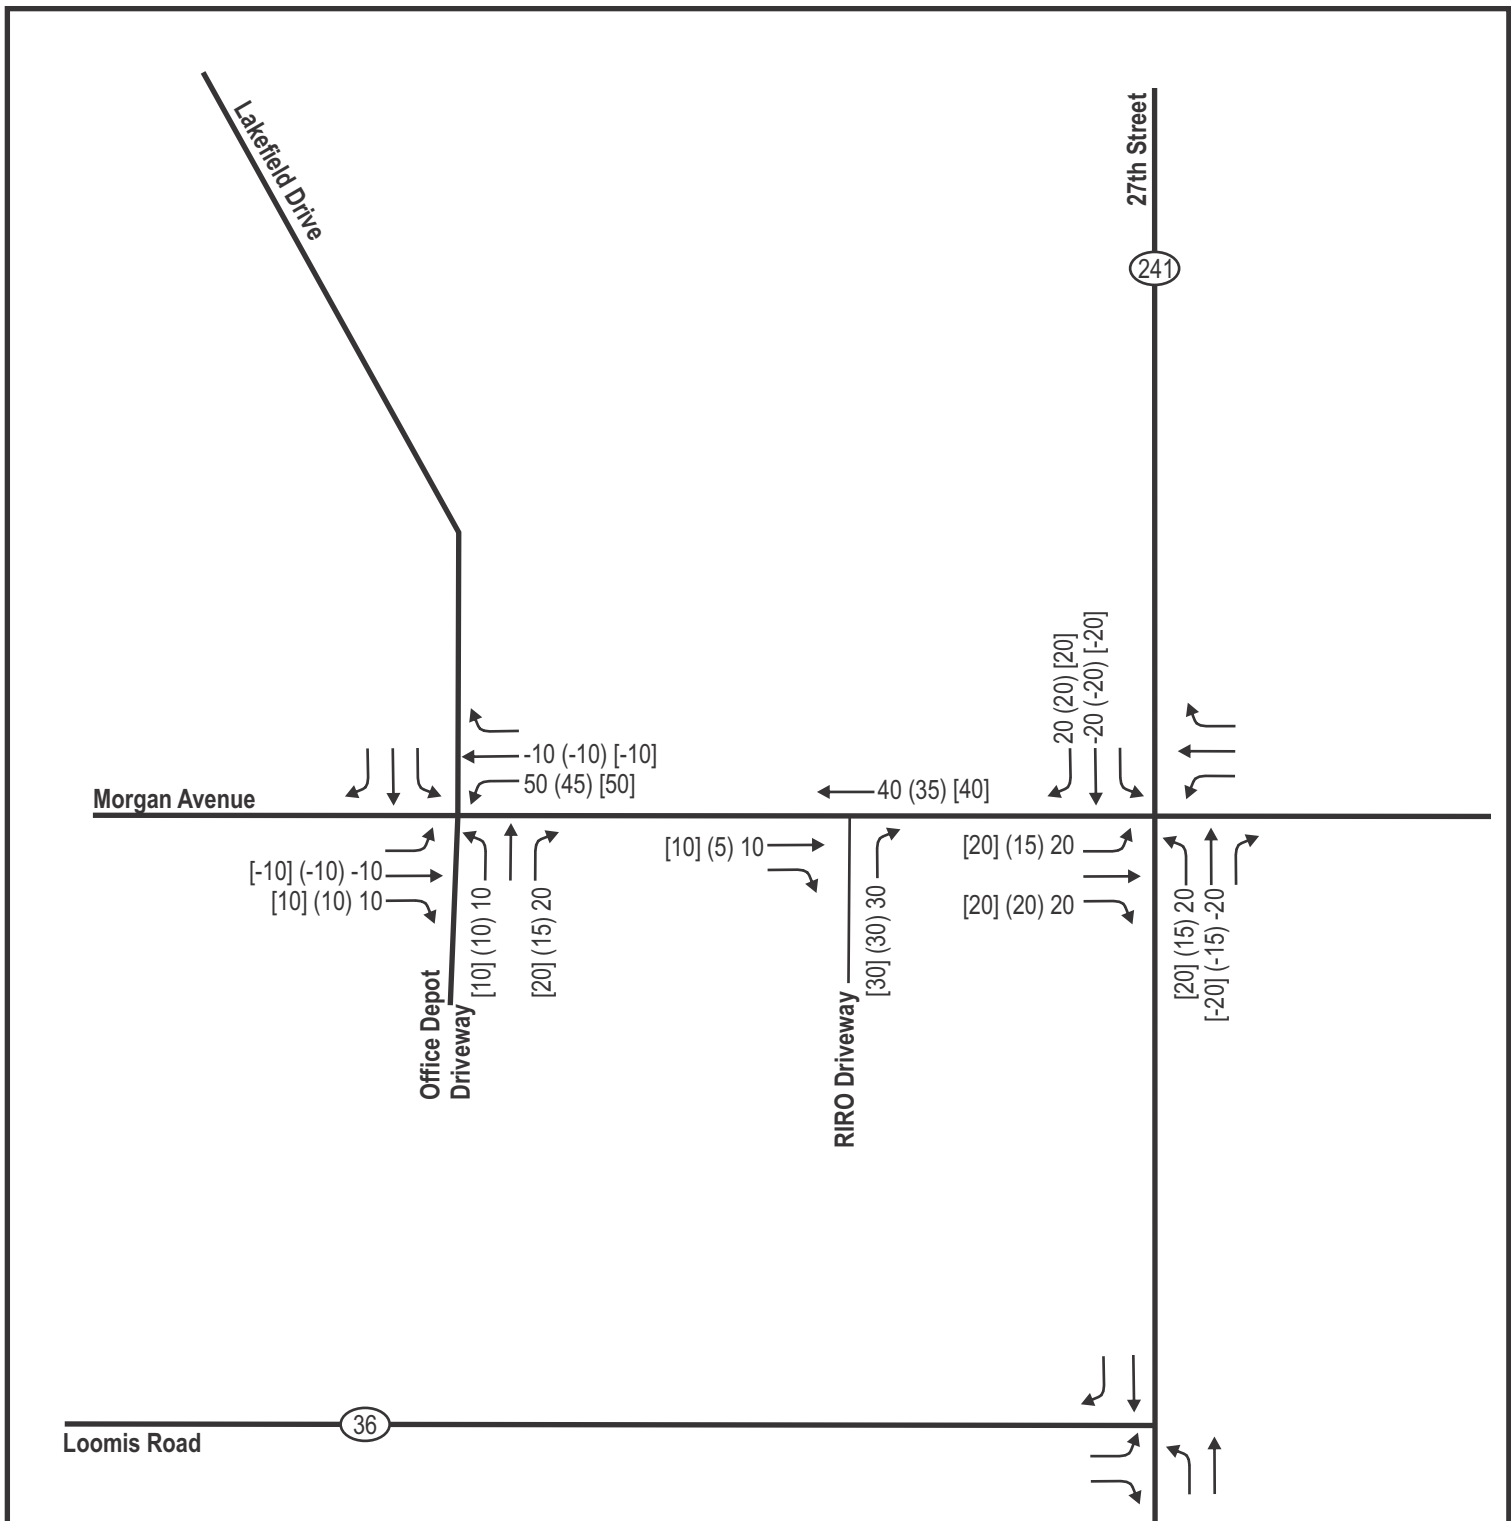 Lakefield Drive
27th Street
241
20 (20) [20]
-20 (-20) [-20]
-10 (-10) [-10]
50 (45) [50]
Morgan Avenue
40 (35) [40]
[-10] (-10) -10
[10] (10) 10
[10] (10) 10
[20] (15) 20
[10] (5) 10
[30] (30) 30
[20] (15) 20
[20] (20) 20
[20] (15) 20
[-20] (-15) -20
Office Depot
Driveway
RIRO Driveway
36
Loomis Road